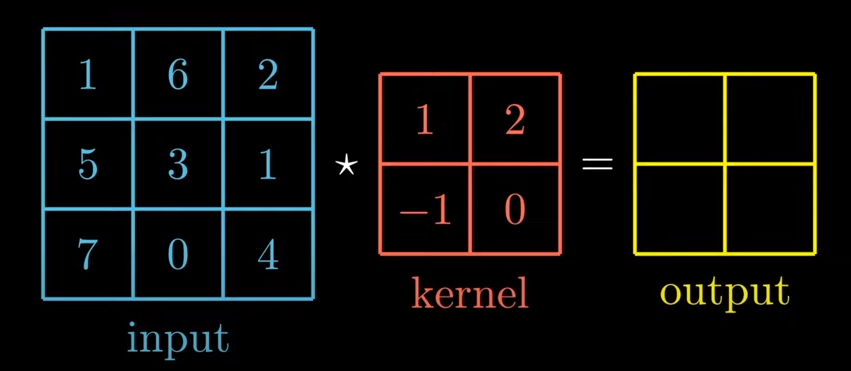 1 6 2
5 3 1
7 0 4
input
⋆
1 2
−1 0
kernel
=
output